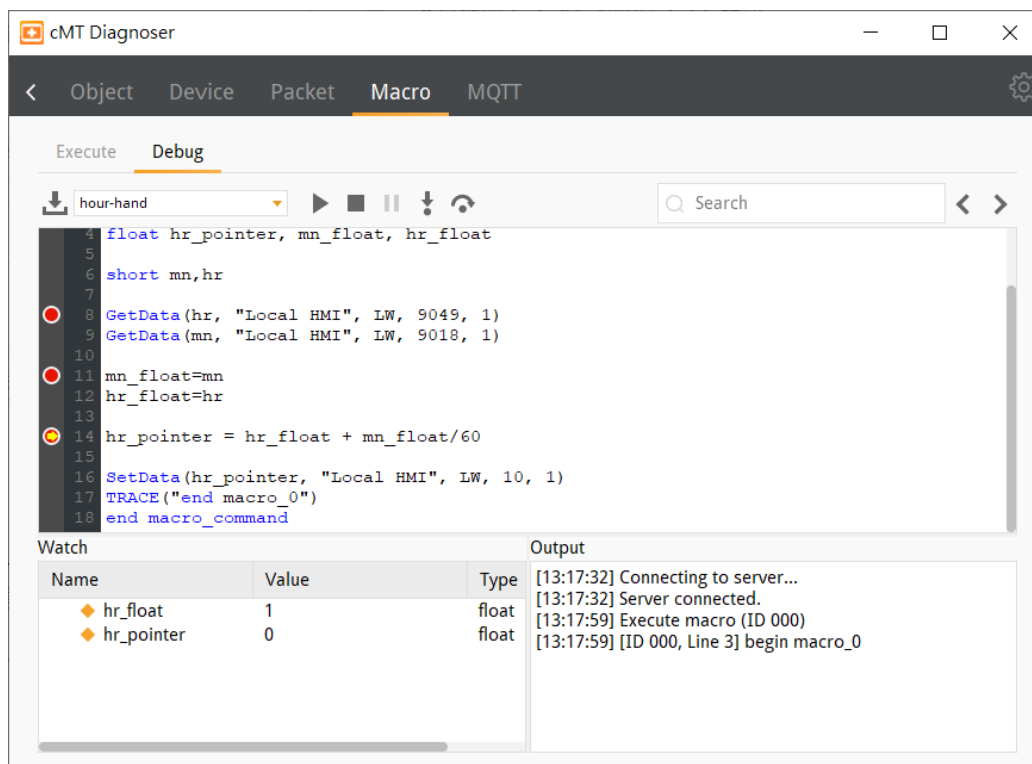 cMT Diagnoser
Object Device Packet Macro MQTT
Execute Debug
hour-hand Search
4 float hr_pointer, mn_float, hr_float
5
6 short mn,hr
7
8 GetData(hr, "Local HMI", LW, 9049, 1)
9 GetData(mn, "Local HMI", LW, 9018, 1)
10
11 mn_float=mn
12 hr_float=hr
13
14 hr_pointer = hr_float + mn_float/60
15
16 SetData(hr_pointer, "Local HMI", LW, 10, 1)
17 TRACE("end macro_0")
18 end macro_command
Watch
Name Value Type
hr_float 1 float
hr_pointer 0 float
Output
[13:17:32] Connecting to server...
[13:17:32] Server connected.
[13:17:59] Execute macro (ID 000)
[13:17:59] [ID 000, Line 3] begin macro_0